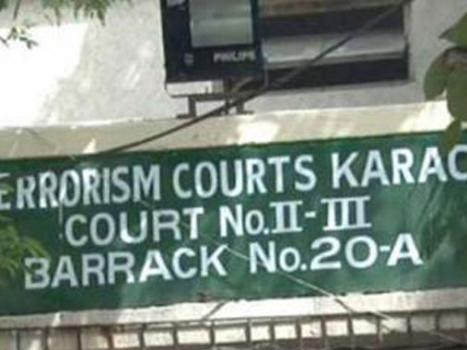 PHILIPS
ERRORISM COURTS KARAC
COURT No.II-III
BARRACK No.20-A